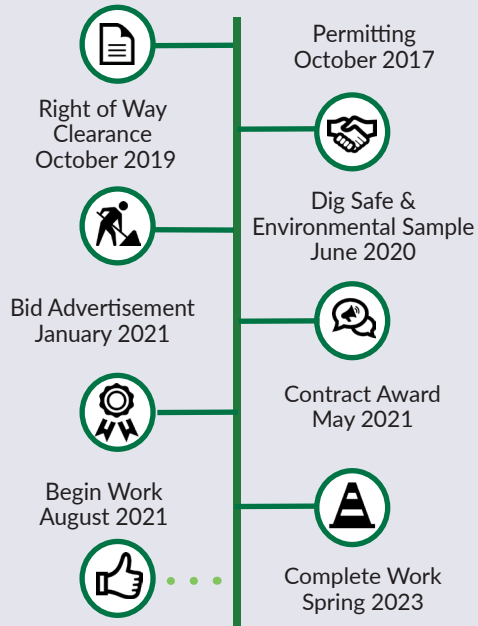 Permitting
October 2017
Right of Way
Clearance
October 2019
Dig Safe &
Environmental Sample
June 2020
Bid Advertisement
January 2021
Contract Award
May 2021
Begin Work
August 2021
Complete Work
Spring 2023